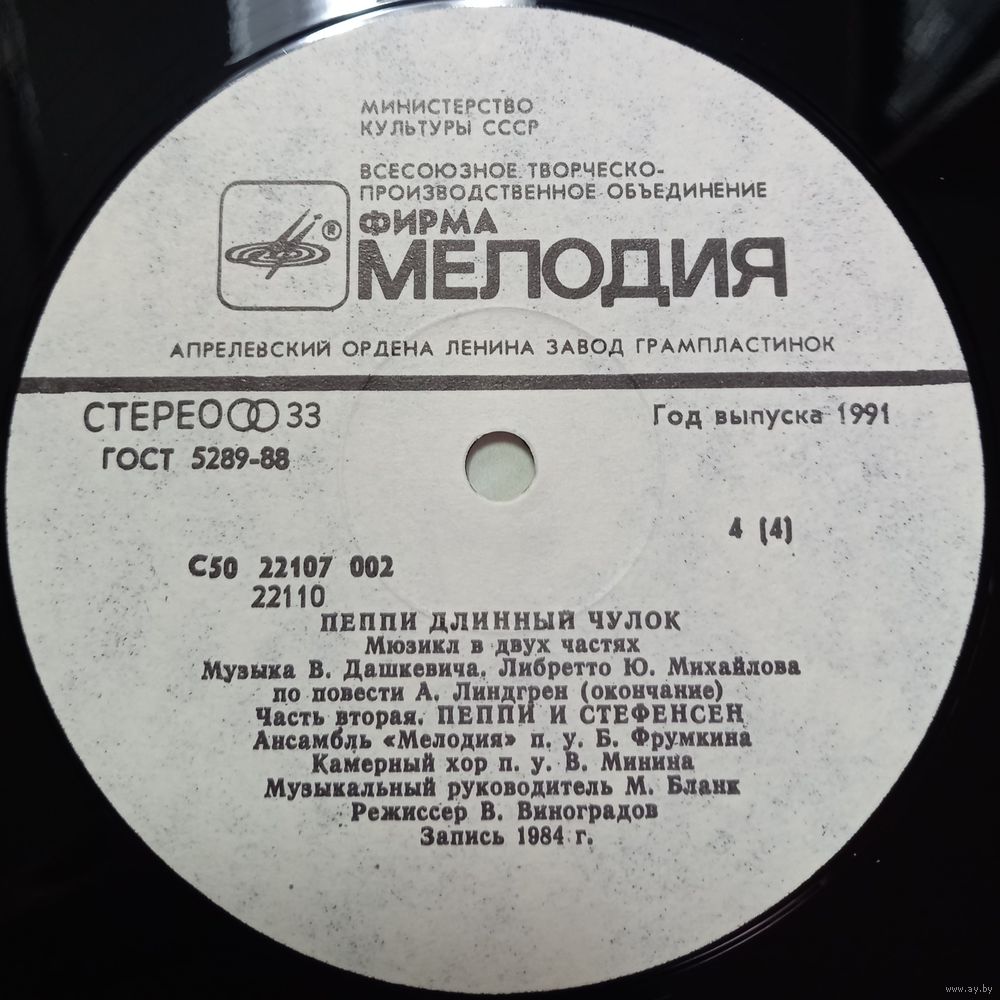 МИНИСТЕРСТВО
КУЛЬТУРЫ СССР
ВСЕСОЮЗНОЕ ТВОРЧЕСКО-
ПРОИЗВОДСТВЕННОЕ ОБЪЕДИНЕНИЕ
ФИРМА
®
МЕЛОДИЯ
АПРЕЛЕВСКИЙ ОРДЕНА ЛЕНИНА ЗАВОД ГРАМПЛАСТИНОК
СТЕРЕО 33
Год выпуска 1991
ГОСТ 5289-88
4 (4)
С50 22107 002
22110
ПЕППИ ДЛИННЫЙ ЧУЛОК
Мюзикл в двух частях
Музыка В. Дашкевича. Либретто Ю. Михайлова
по повести А. Линдгрен (окончание)
Часть вторая. ПЕППИ И СТЕФЕНСЕН
Ансамбль «Мелодия» п. у. Б. Фрумкина
Камерный хор п. у. В. Минина
Музыкальный руководитель М. Бланк
Режиссер В. Виноградов
Запись 1984 г.
www.ay.by